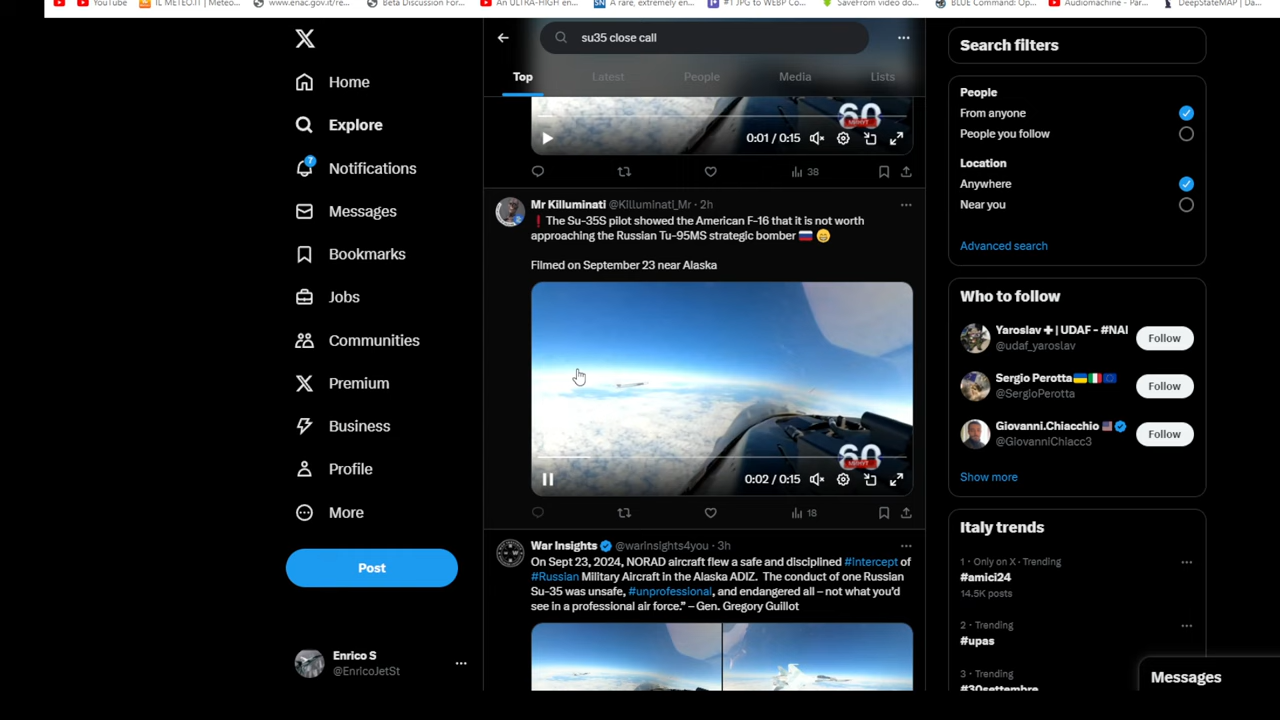 YouTube
IL METEO.IT | Meteo...
www.enac.gov.it/re...
Beta Discussion For...
An ULTRA-HIGH en...
A rare, extremely en...
#1 JPG to WEBP Co...
SaveFrom video do...
BLUE Command: Op...
Audiomachine - Par...
DeepStateMAP | Da...
su35 close call
Top
Latest
People
Media
Lists
Home
Explore
7
Notifications
Messages
Bookmarks
Jobs
Communities
Premium
Business
Profile
More
Post
Enrico S
@EnricoJetSt
60
МИНУТ
0:01 / 0:15
38
Mr Killuminati @KIlluminati_Mr · 2h
❗The Su-35S pilot showed the American F-16 that it is not worth
approaching the Russian Tu-95MS strategic bomber 🇷🇺 😁
Filmed on September 23 near Alaska
60
МИНУТ
0:02 / 0:15
18
War Insights @warinsights4you · 3h
On Sept 23, 2024, NORAD aircraft flew a safe and disciplined #intercept of
#Russian Military Aircraft in the Alaska ADIZ. The conduct of one Russian
Su-35 was unsafe, #unprofessional, and endangered all – not what you'd
see in a professional air force." – Gen. Gregory Guillot
Search filters
People
From anyone
People you follow
Location
Anywhere
Near you
Advanced search
Who to follow
Yaroslav ✚ | UDAF - #NAI
@udaf_yaroslav
Follow
Sergio Perotta🇺🇦🇮🇹🇪🇺
@SergioPerotta
Follow
Giovanni.Chiacchio 🇺🇸
@GiovanniChiacc3
Follow
Show more
Italy trends
1 · Only on X · Trending
#amici24
14.5K posts
2 · Trending
#upas
3 · Trending
#30settembre
Messages